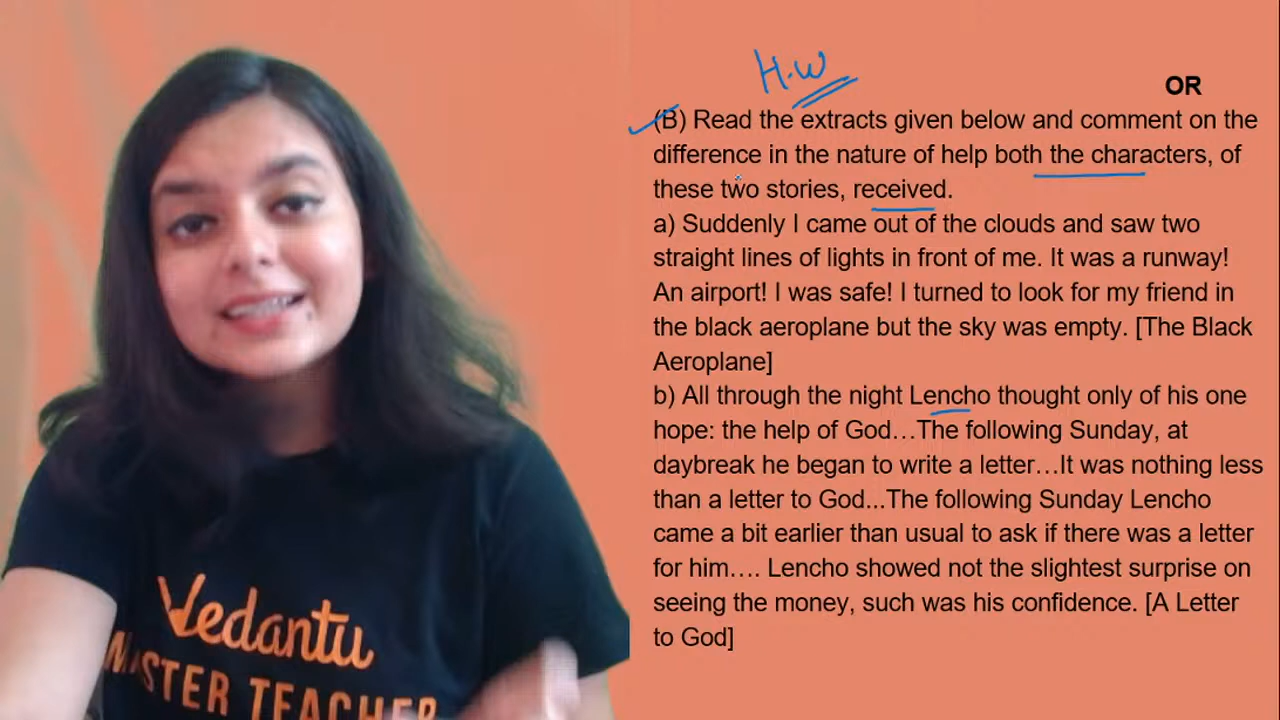 H.W
OR
(B) Read the extracts given below and comment on the
difference in the nature of help both the characters, of
these two stories, received.
a) Suddenly I came out of the clouds and saw two
straight lines of lights in front of me. It was a runway!
An airport! I was safe! I turned to look for my friend in
the black aeroplane but the sky was empty. [The Black
Aeroplane]
b) All through the night Lencho thought only of his one
hope: the help of God…The following Sunday, at
daybreak he began to write a letter…It was nothing less
than a letter to God...The following Sunday Lencho
came a bit earlier than usual to ask if there was a letter
for him…. Lencho showed not the slightest surprise on
seeing the money, such was his confidence. [A Letter
to God]
Vedantu
MASTER TEACHER